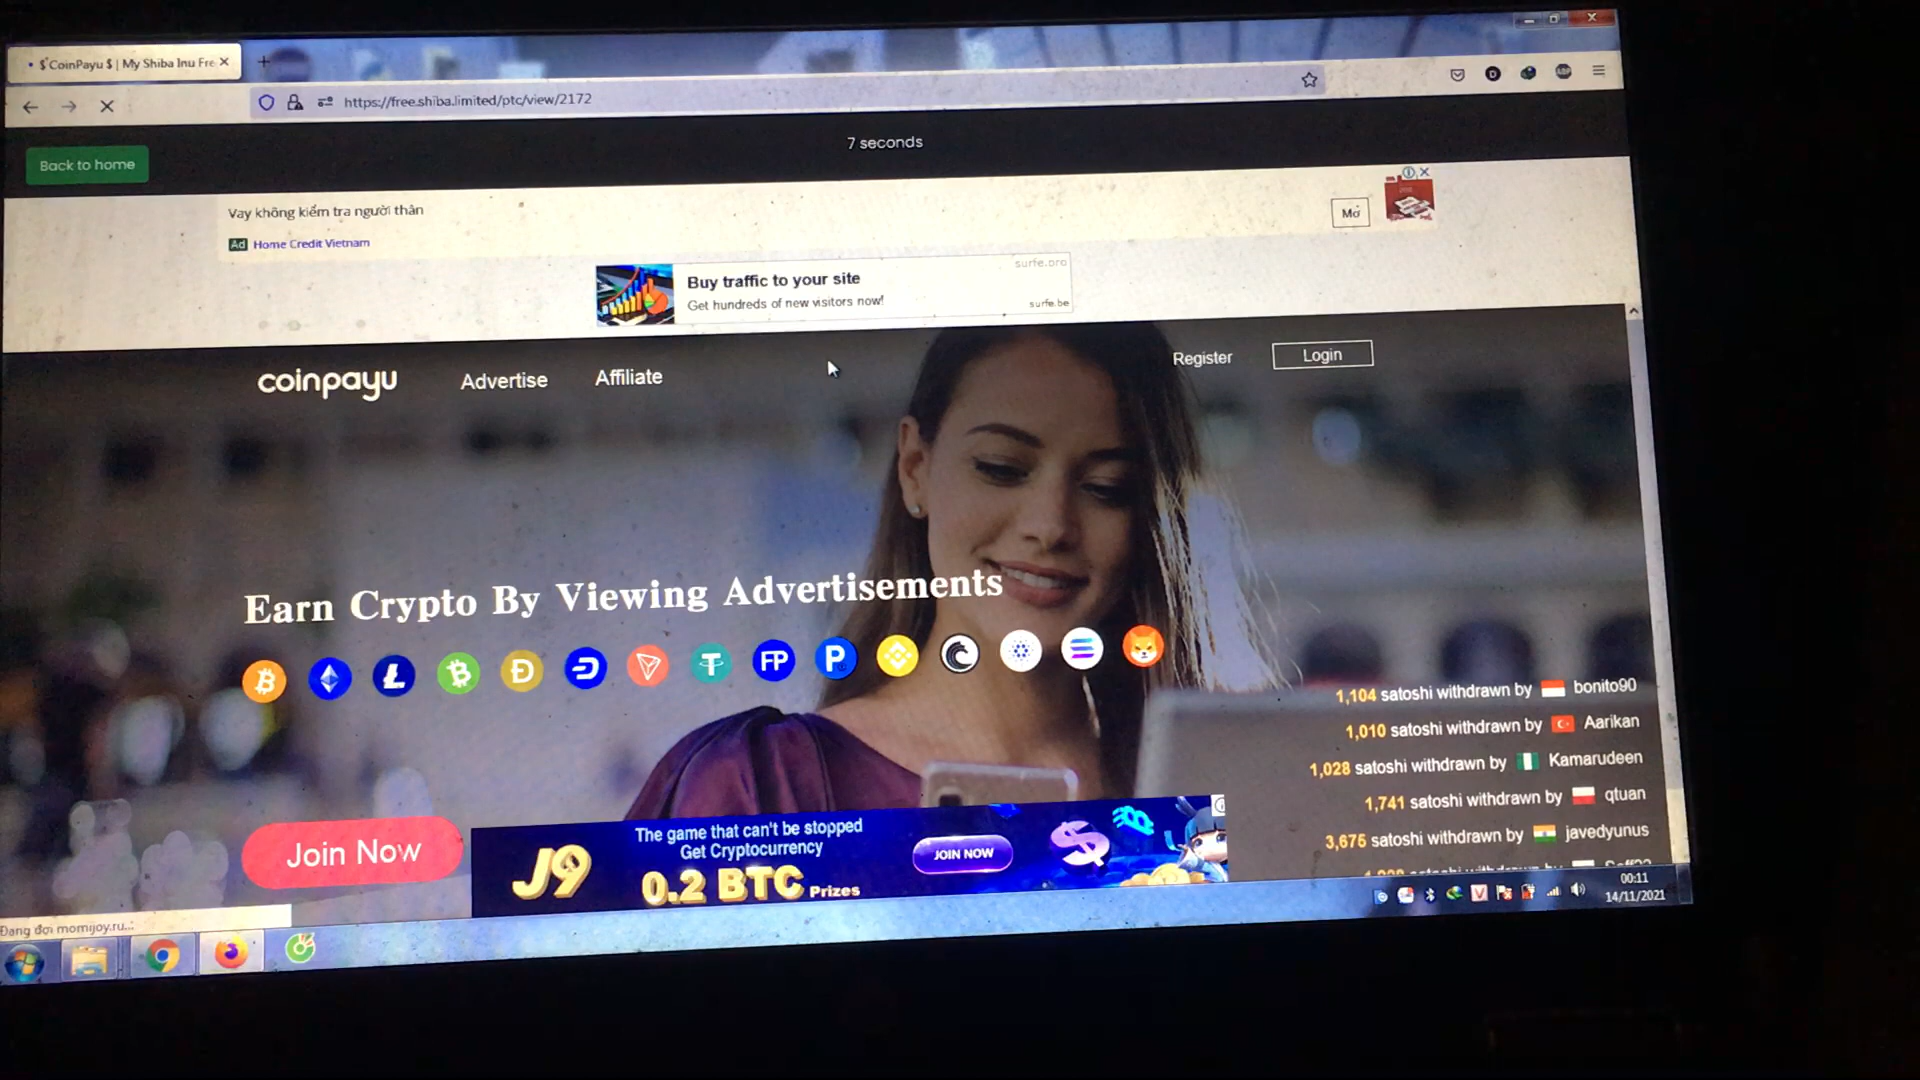 $ CoinPayu $ | My Shiba Inu Fre
https://free.shiba.limited/ptc/view/2172
7 seconds
Back to home
Vay không kiểm tra người thân
Ad Home Credit Vietnam
Mở
Buy traffic to your site
Get hundreds of new visitors now!
surfe.pro
surfe.be
coinpayu
Advertise
Affiliate
Register
Login
Earn Crypto By Viewing Advertisements
FP
1,104 satoshi withdrawn by bonito90
1,010 satoshi withdrawn by Aarikan
1,028 satoshi withdrawn by Kamarudeen
1,741 satoshi withdrawn by qtuan
3,675 satoshi withdrawn by javedyunus
Join Now
J9
The game that can't be stopped
Get Cryptocurrency
0.2 BTC Prizes
JOIN NOW
Đang đợi momijoy.ru...
00:11
14/11/2021